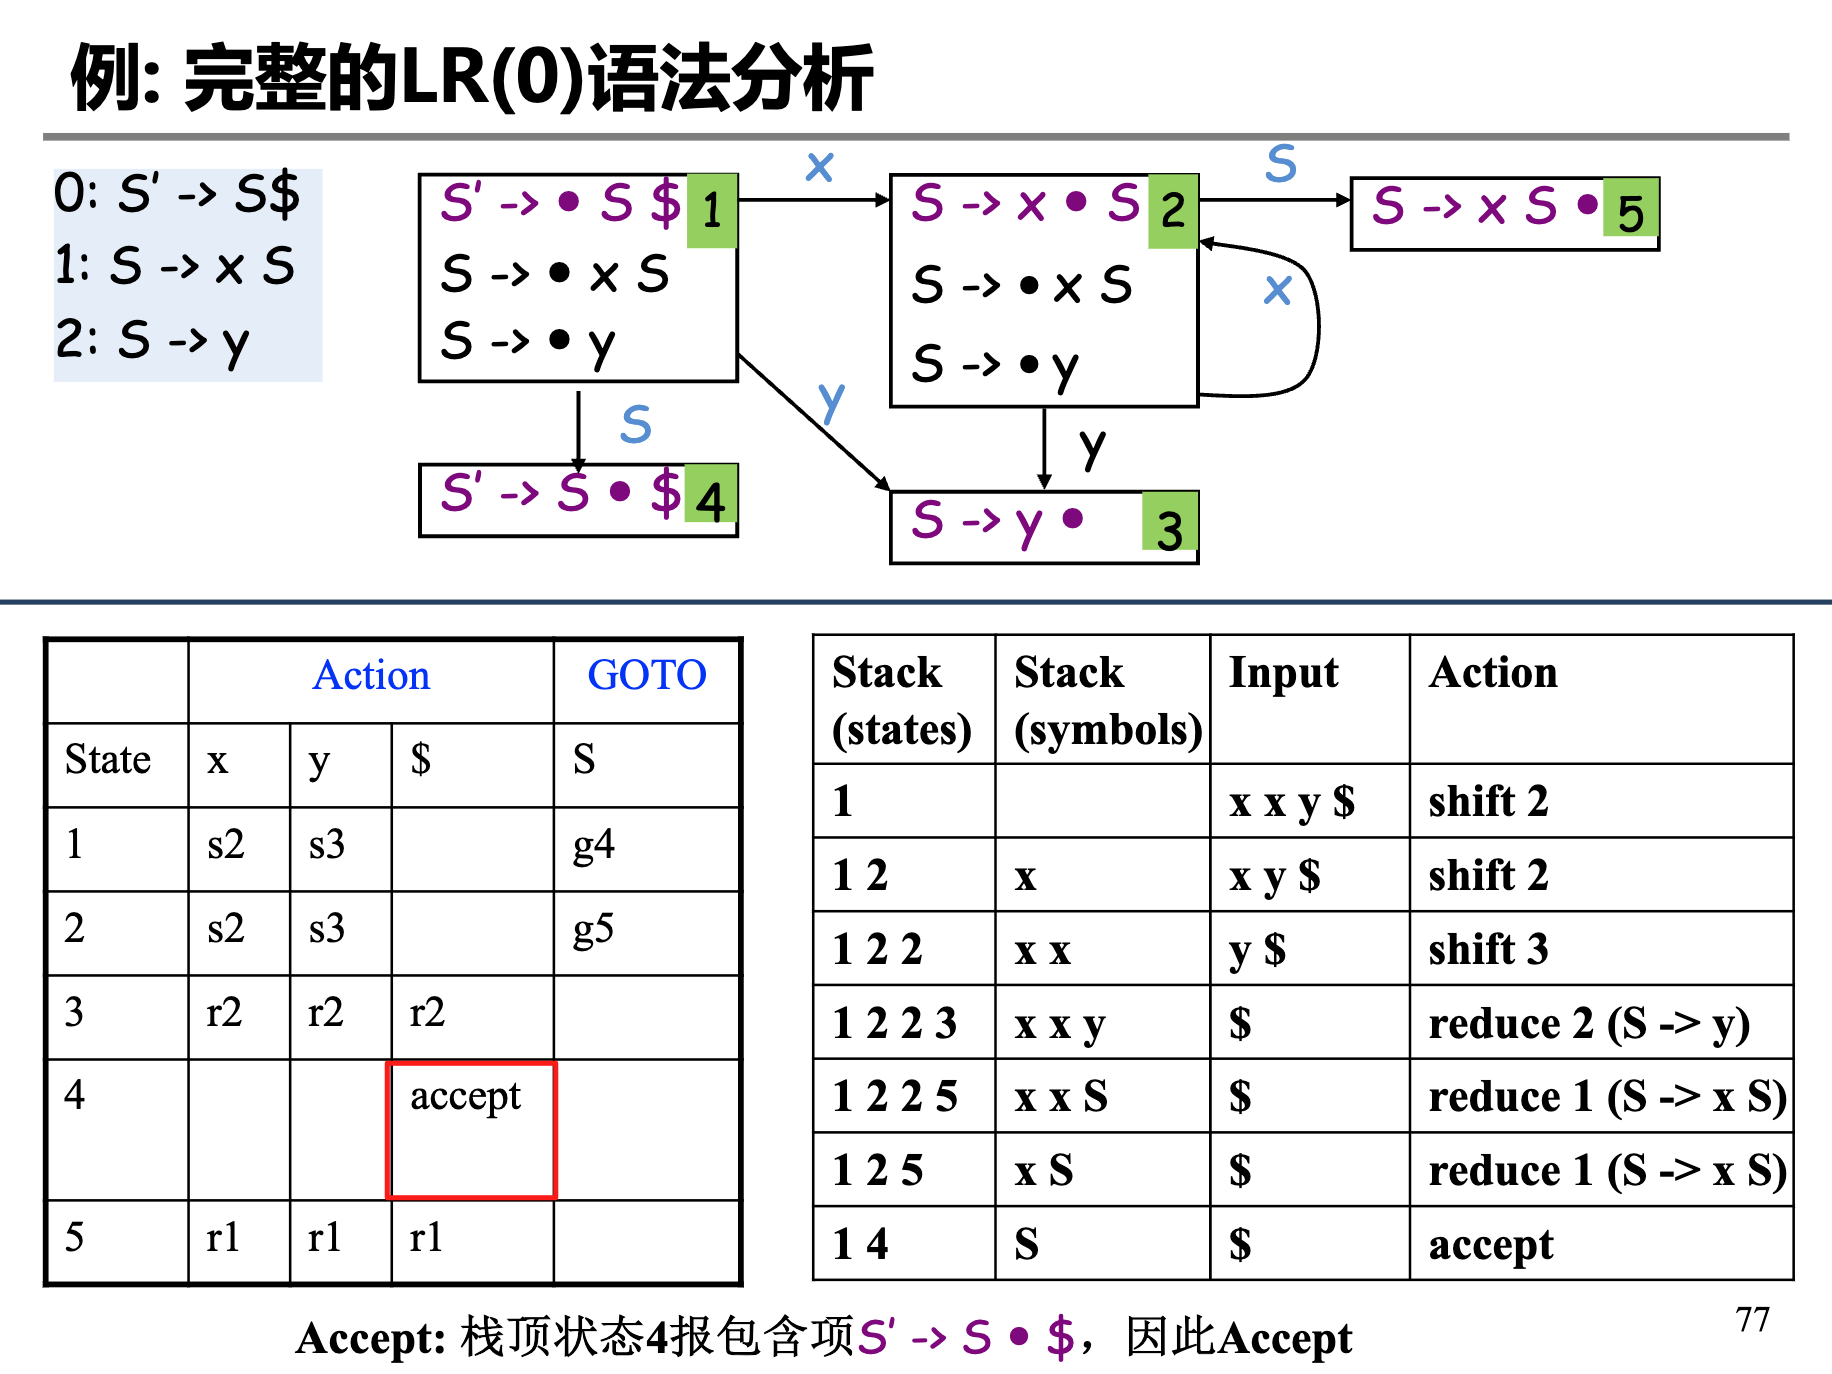 例: 完整的LR(0)语法分析
0: S' -> S$
1: S -> x S
2: S -> y
S' -> • S $ 1
S -> • x S
S -> • y
x
S -> x • S 2
S -> • x S
S -> • y
S
S -> x S • 5
x
S
y
y
S' -> S • $ 4
S -> y • 3
Action GOTO
State x y $ S
1 s2 s3 g4
2 s2 s3 g5
3 r2 r2 r2
4 accept
5 r1 r1 r1
Stack (states) Stack (symbols) Input Action
1 x x y $ shift 2
1 2 x x y $ shift 2
1 2 2 x x y $ shift 3
1 2 2 3 x x y $ reduce 2 (S -> y)
1 2 2 5 x x S $ reduce 1 (S -> x S)
1 2 5 x S $ reduce 1 (S -> x S)
1 4 S $ accept
Accept: 栈顶状态4报包含项S' -> S • $，因此Accept
77